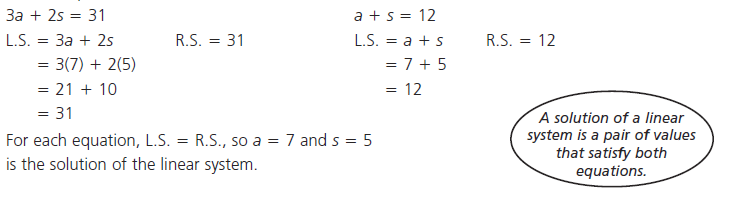 3a + 2s = 31
L.S. = 3a + 2s R.S. = 31
= 3(7) + 2(5)
= 21 + 10
= 31
a + s = 12
L.S. = a + s R.S. = 12
= 7 + 5
= 12
For each equation, L.S. = R.S., so a = 7 and s = 5
is the solution of the linear system.
A solution of a linear
system is a pair of values
that satisfy both
equations.